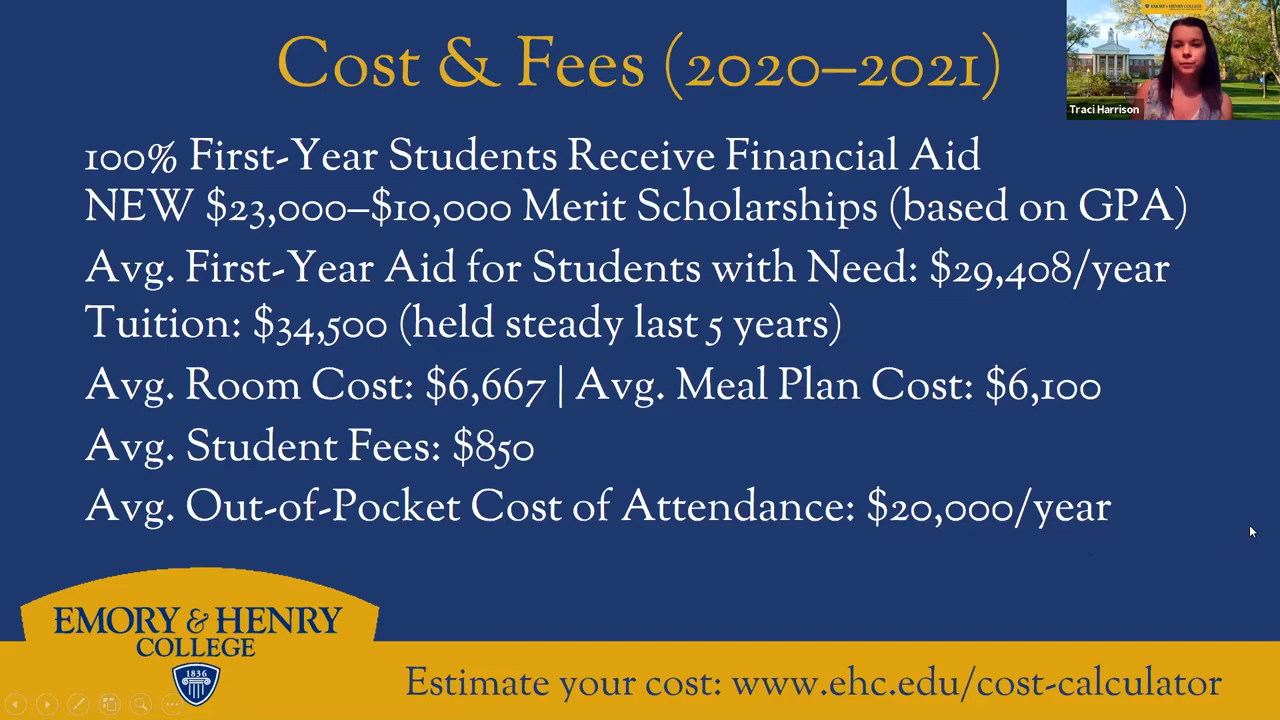 Cost & Fees (2020–2021)
EMORY & HENRY COLLEGE
Traci Harrison
100% First-Year Students Receive Financial Aid
NEW $23,000–$10,000 Merit Scholarships (based on GPA)
Avg. First-Year Aid for Students with Need: $29,408/year
Tuition: $34,500 (held steady last 5 years)
Avg. Room Cost: $6,667 | Avg. Meal Plan Cost: $6,100
Avg. Student Fees: $850
Avg. Out-of-Pocket Cost of Attendance: $20,000/year
EMORY & HENRY
COLLEGE
1836
Estimate your cost: www.ehc.edu/cost-calculator